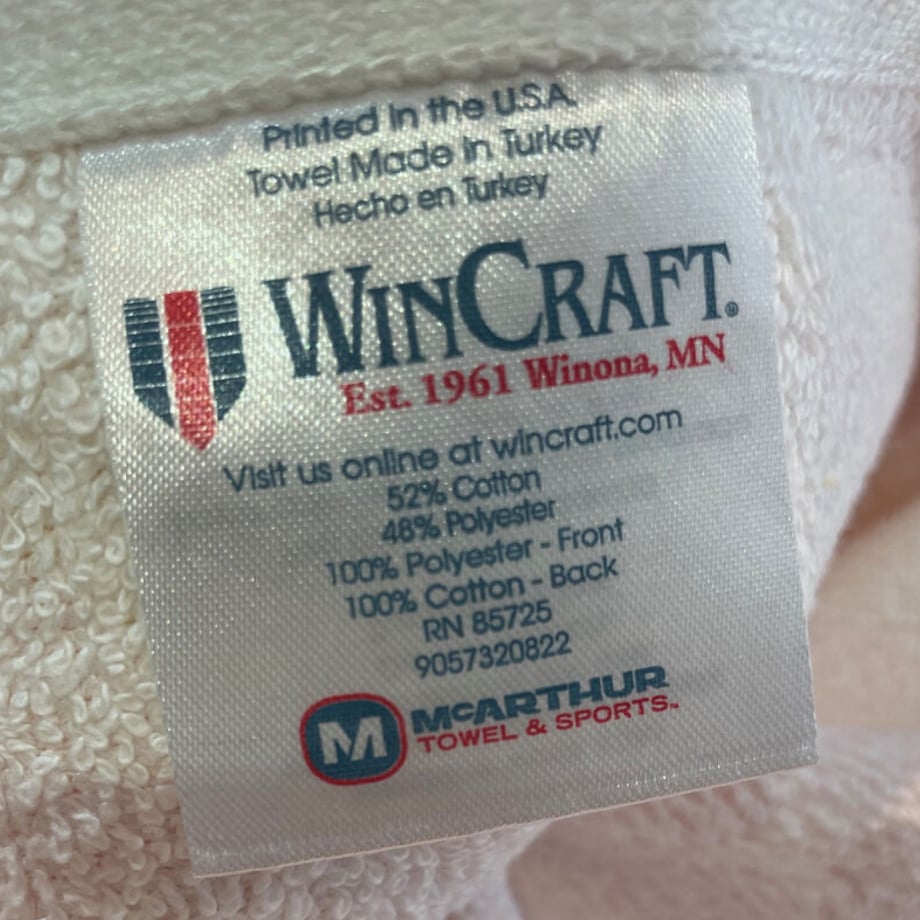 Printed in the U.S.A.
Towel Made in Turkey
Hecho en Turkey
WINCRAFT®
Est. 1961 Winona, MN
Visit us online at wincraft.com
52% Cotton
48% Polyester
100% Polyester - Front
100% Cotton - Back
RN 85725
9057320822
M McARTHUR
TOWEL & SPORTS™